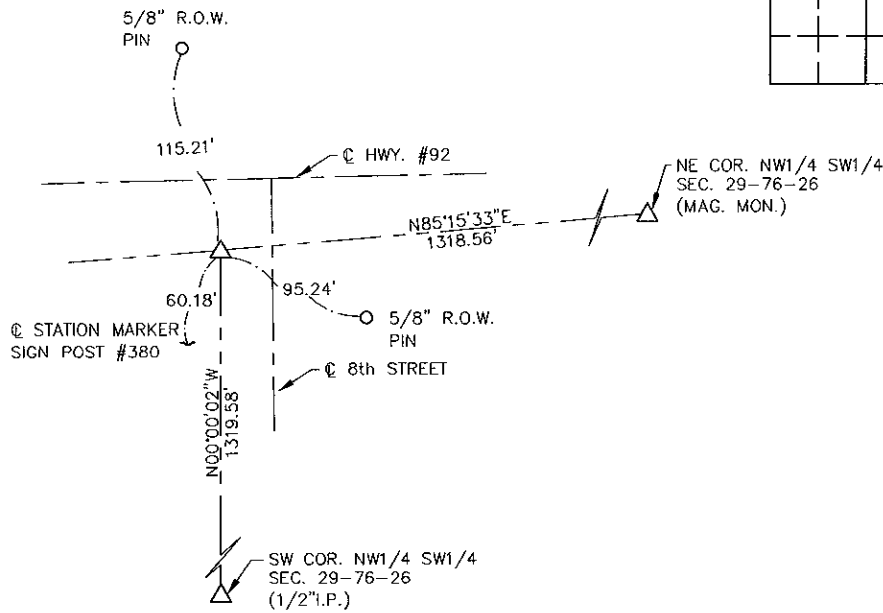 5/8" R.O.W.
PIN
115.21'
℄ HWY. #92
NE COR. NW1/4 SW1/4
SEC. 29-76-26
(MAG. MON.)
N85°15'33"E
1318.56'
60.18'
95.24'
℄ STATION MARKER
SIGN POST #380
5/8" R.O.W.
PIN
℄ 8th STREET
N00°00'02"W
1319.58'
SW COR. NW1/4 SW1/4
SEC. 29-76-26
(1/2"I.P.)